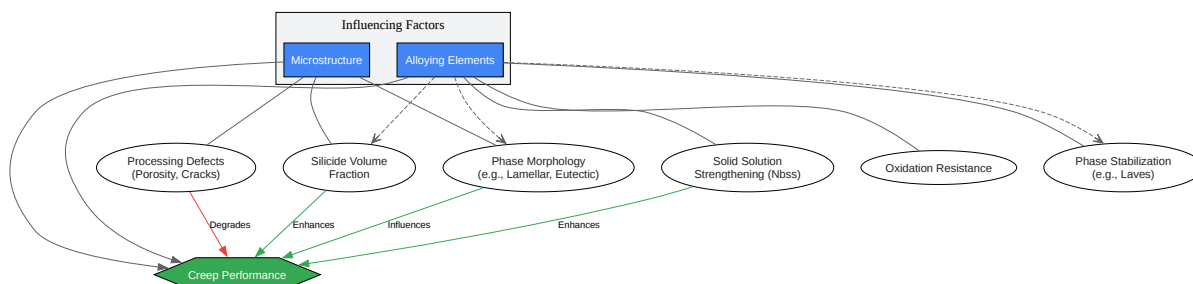 Influencing Factors
Microstructure
Alloying Elements
Processing Defects
(Porosity, Cracks)
Silicide Volume
Fraction
Phase Morphology
(e.g., Lamellar, Eutectic)
Solid Solution
Strengthening (Nbss)
Oxidation Resistance
Phase Stabilization
(e.g., Laves)
Degrades
Enhances
Influences
Enhances
Creep Performance